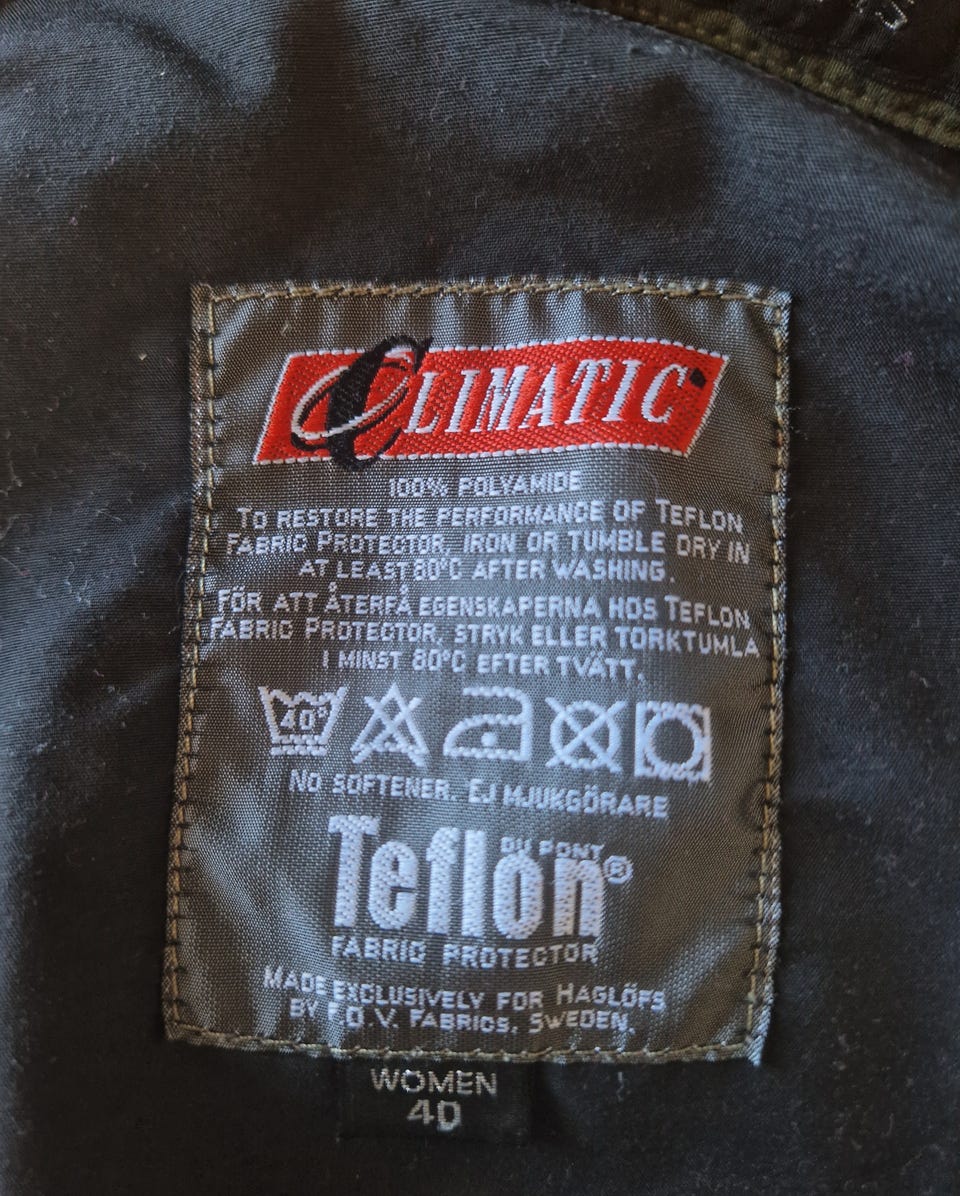 CLIMATIC
100% POLYAMIDE
TO RESTORE THE PERFORMANCE OF TEFLON
FABRIC PROTECTOR, IRON OR TUMBLE DRY IN
AT LEAST 80°C AFTER WASHING.
FÖR ATT ÅTERFÅ EGENSKAPERNA HOS TEFLON
FABRIC PROTECTOR, STRYK ELLER TORKTUMLA
I MINST 80°C EFTER TVÄTT.
40°
NO SOFTENER. EJ MJUKGÖRARE
DU PONT
Teflon®
FABRIC PROTECTOR
MADE EXCLUSIVELY FOR HAGLÖFS
BY F.O.V. FABRICS, SWEDEN.
WOMEN
40